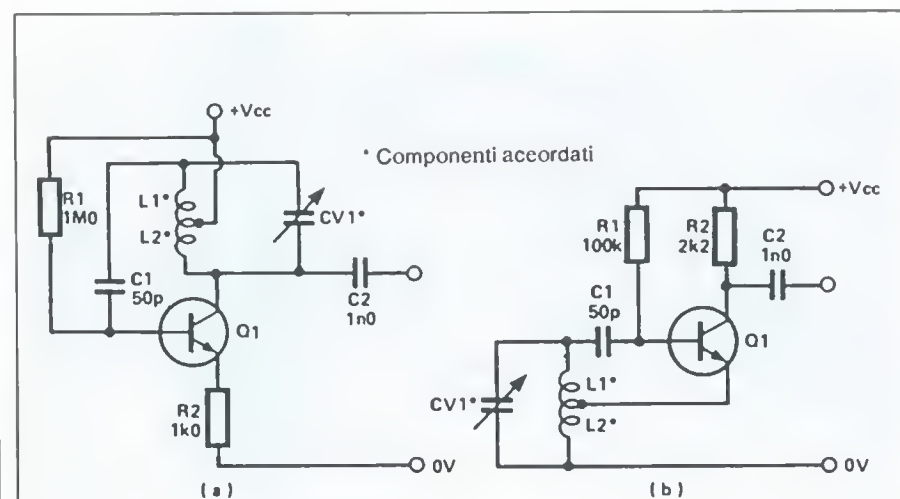 +Vcc
* Componenti accordati
R1
1M0
L1*
L2*
CV1*
C1
50p
Q1
C2
1n0
R2
1k0
0V
(a)
+Vcc
R1
100k
R2
2k2
C2
1n0
C1
50p
Q1
CV1*
L1*
L2*
0V
(b)